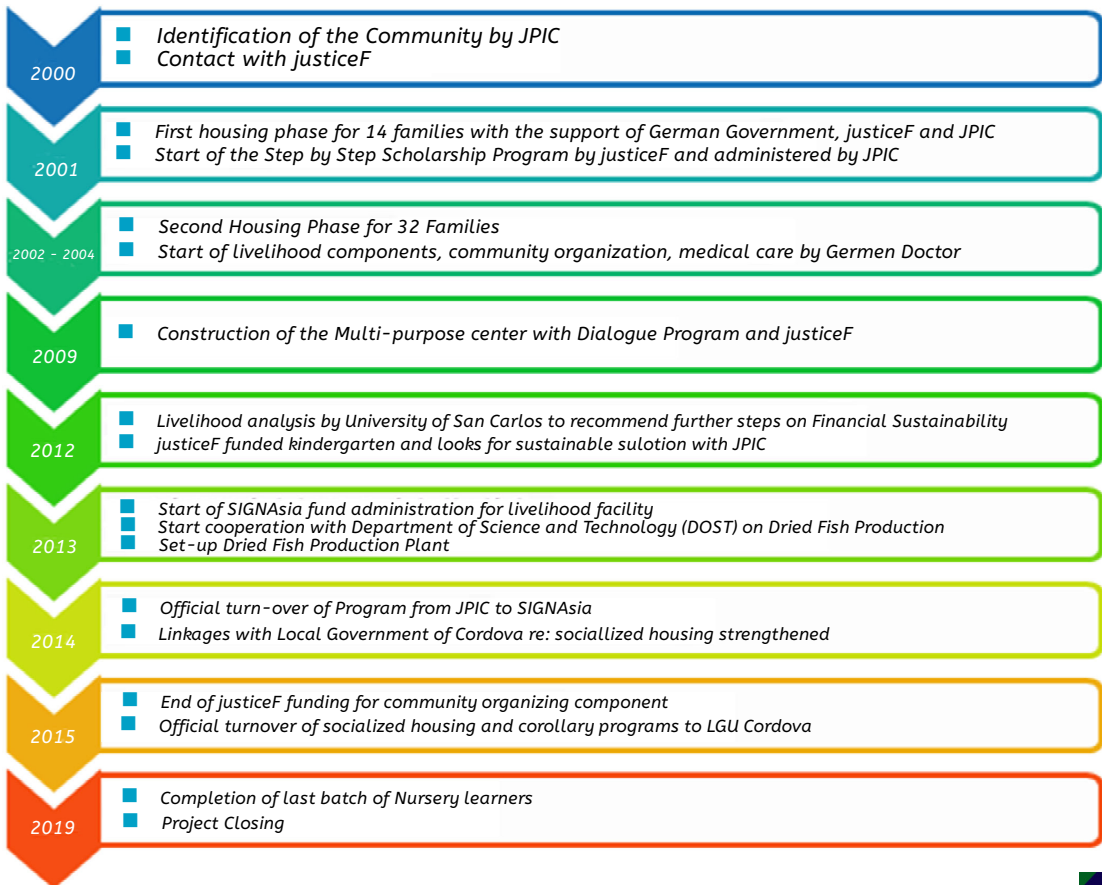 2000
Identification of the Community by JPIC
Contact with justiceF
2001
First housing phase for 14 families with the support of German Government, justiceF and JPIC
Start of the Step by Step Scholarship Program by justiceF and administered by JPIC
2002 - 2004
Second Housing Phase for 32 Families
Start of livelihood components, community organization, medical care by Germen Doctor
2009
Construction of the Multi-purpose center with Dialogue Program and justiceF
2012
Livelihood analysis by University of San Carlos to recommend further steps on Financial Sustainability
justiceF funded kindergarten and looks for sustainable sulotion with JPIC
2013
Start of SIGNAsia fund administration for livelihood facility
Start cooperation with Department of Science and Technology (DOST) on Dried Fish Production
Set-up Dried Fish Production Plant
2014
Official turn-over of Program from JPIC to SIGNAsia
Linkages with Local Government of Cordova re: sociallized housing strengthened
2015
End of justiceF funding for community organizing component
Official turnover of socialized housing and corollary programs to LGU Cordova
2019
Completion of last batch of Nursery learners
Project Closing